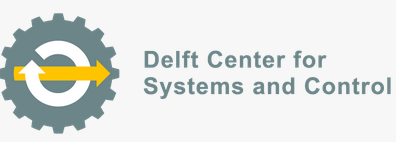 Delft Center for
Systems and Control